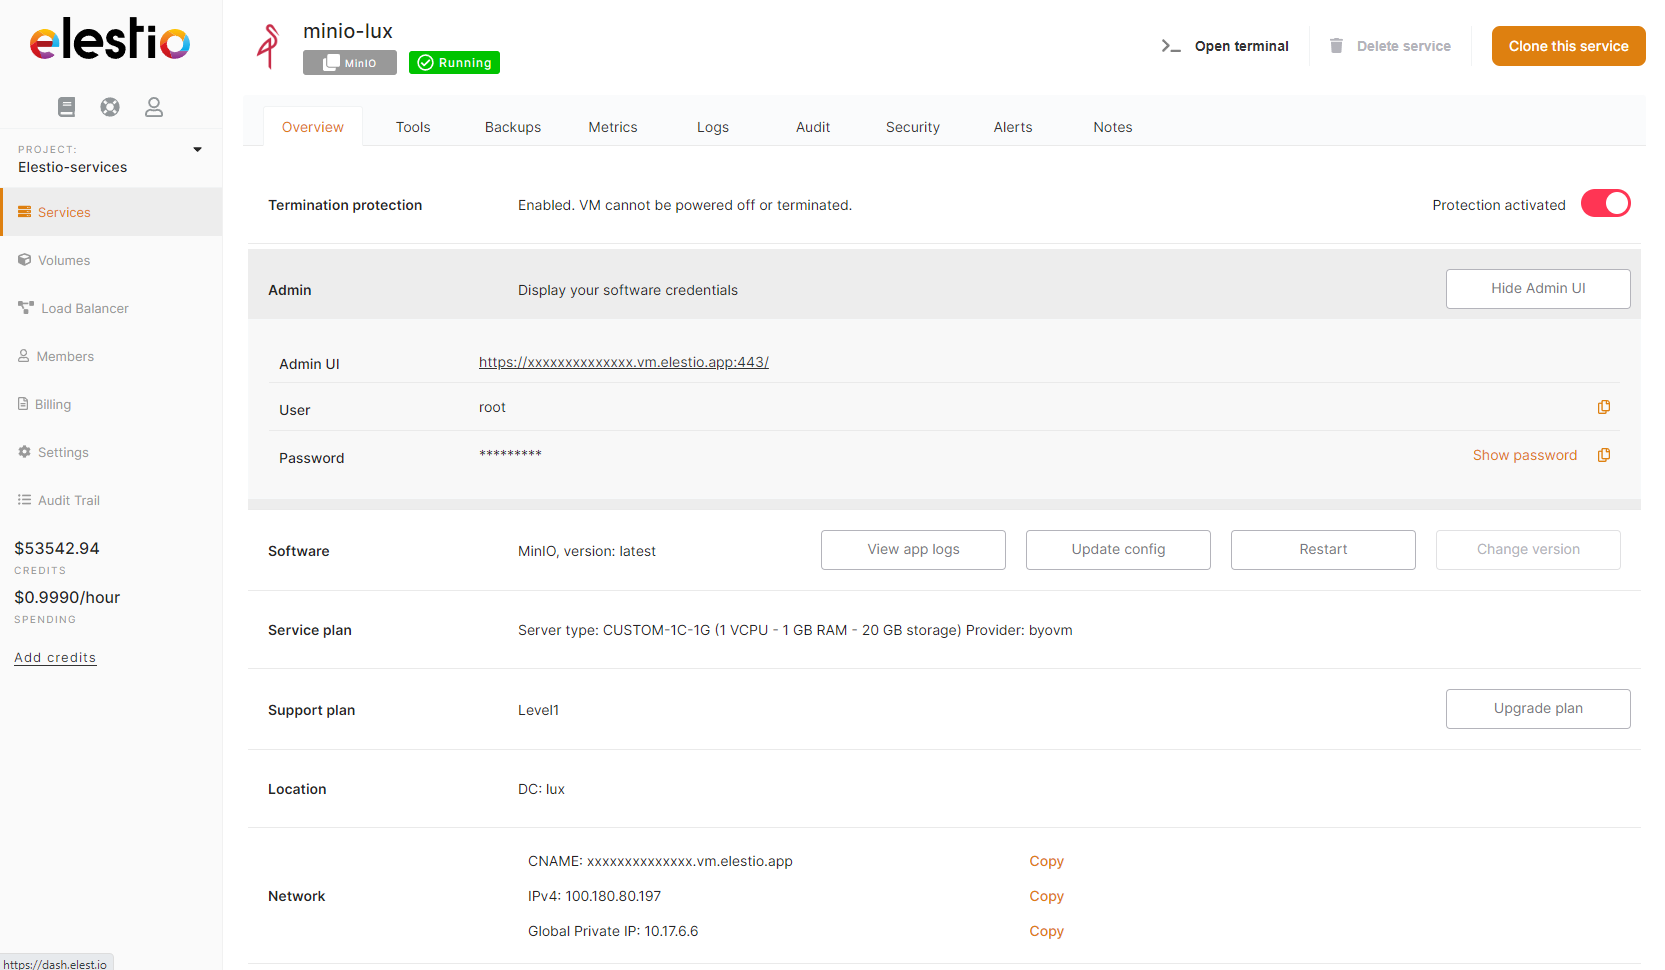 elestio
PROJECT:
Elestio-services
Services
Volumes
Load Balancer
Members
Billing
Settings
Audit Trail
$53542.94
CREDITS
$0.9990/hour
SPENDING
Add credits
https://dash.elest.io
minio-lux
MinIO
Running
Open terminal
Delete service
Clone this service
Overview Tools Backups Metrics Logs Audit Security Alerts Notes
Termination protection Enabled. VM cannot be powered off or terminated. Protection activated
Admin Display your software credentials Hide Admin UI
Admin UI https://xxxxxxxxxxxxxx.vm.elestio.app:443/
User root
Password ********* Show password
Software MinIO, version: latest View app logs Update config Restart Change version
Service plan Server type: CUSTOM-1C-1G (1 VCPU - 1 GB RAM - 20 GB storage) Provider: byovm
Support plan Level1 Upgrade plan
Location DC: lux
CNAME: xxxxxxxxxxxxxx.vm.elestio.app Copy
Network IPv4: 100.180.80.197 Copy
Global Private IP: 10.17.6.6 Copy